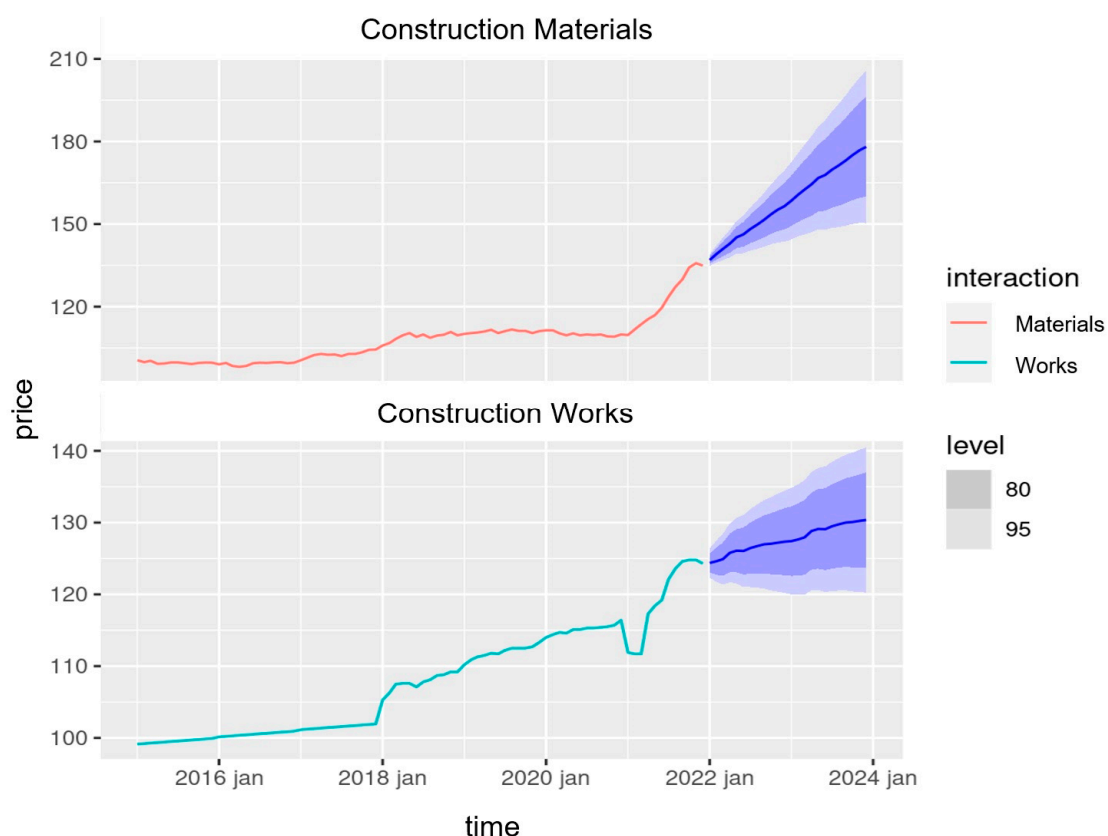 Construction Materials
210
180
150
120
Construction Works
140
130
120
110
100
2016 jan 2018 jan 2020 jan 2022 jan 2024 jan
time
price
interaction
Materials
Works
level
80
95